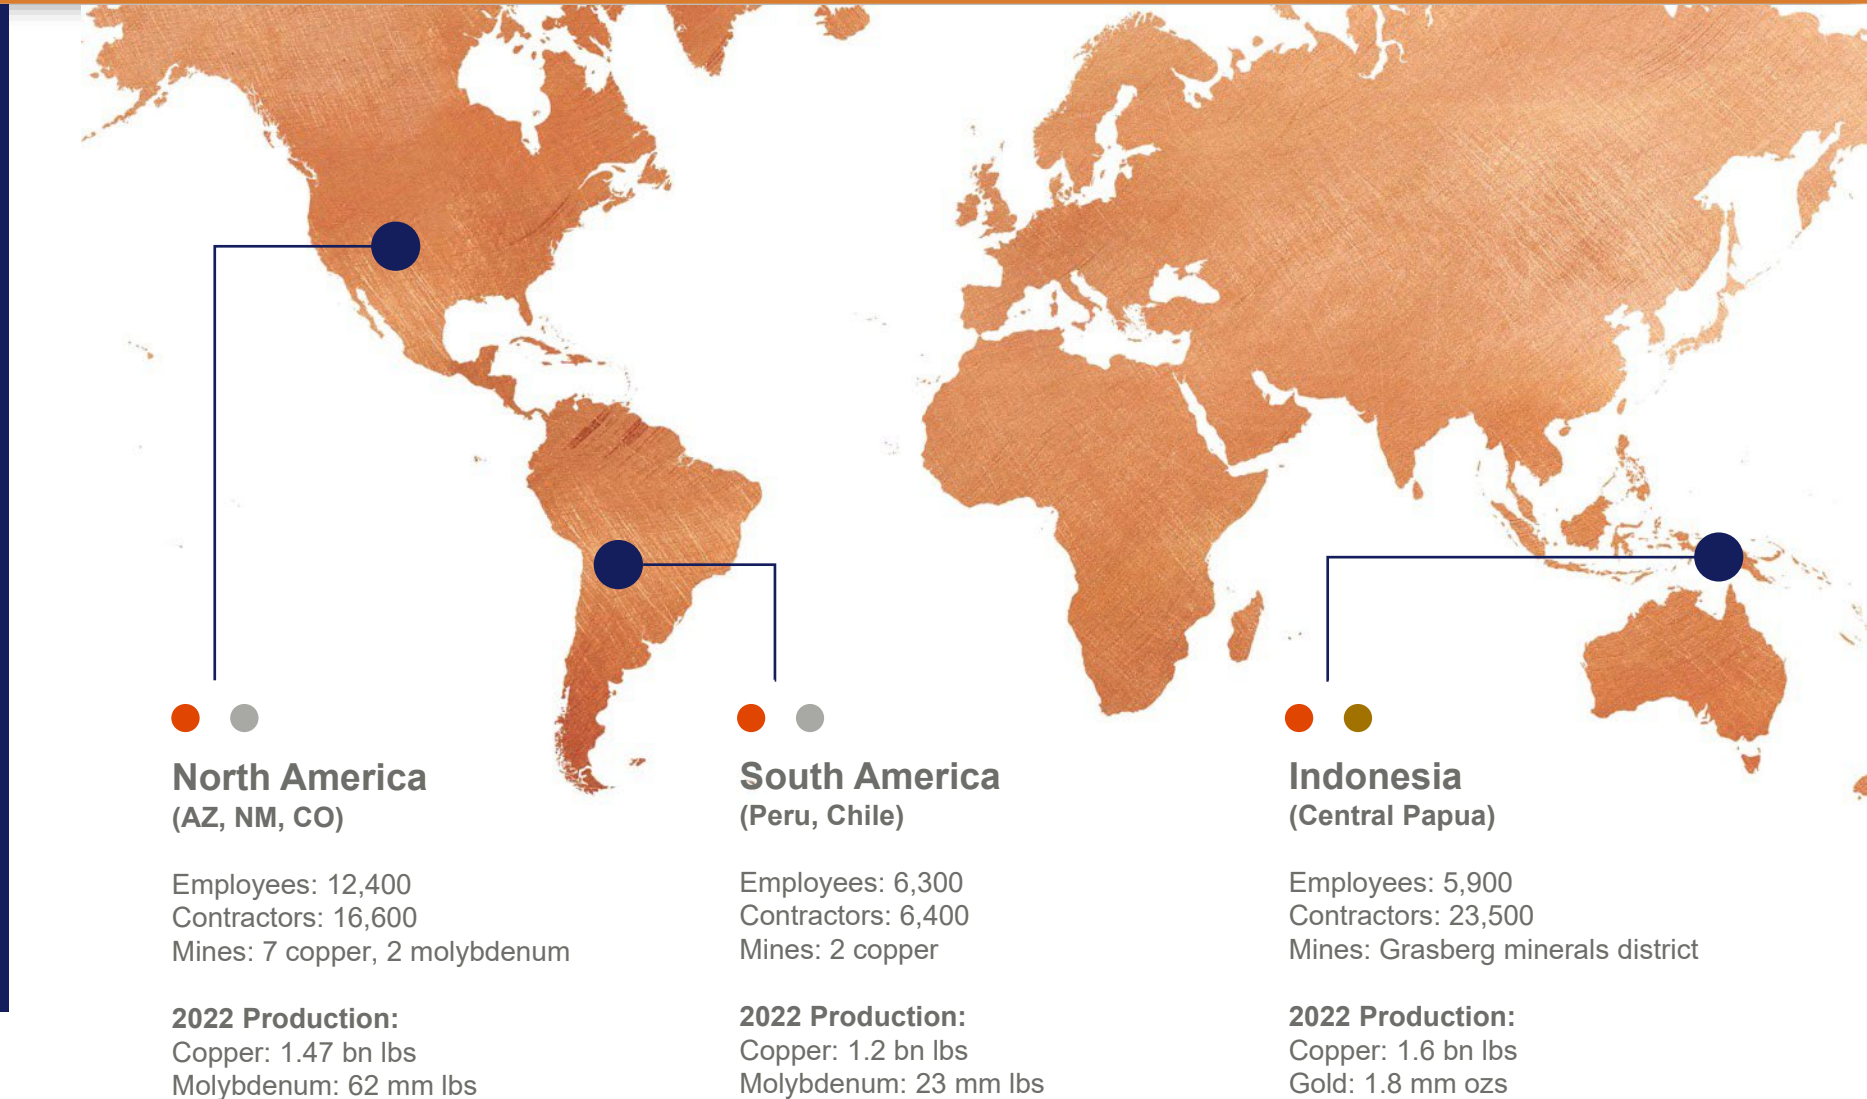 North America
(AZ, NM, CO)
Employees: 12,400
Contractors: 16,600
Mines: 7 copper, 2 molybdenum
2022 Production:
Copper: 1.47 bn lbs
Molybdenum: 62 mm lbs
South America
(Peru, Chile)
Employees: 6,300
Contractors: 6,400
Mines: 2 copper
2022 Production:
Copper: 1.2 bn lbs
Molybdenum: 23 mm lbs
Indonesia
(Central Papua)
Employees: 5,900
Contractors: 23,500
Mines: Grasberg minerals district
2022 Production:
Copper: 1.6 bn lbs
Gold: 1.8 mm ozs